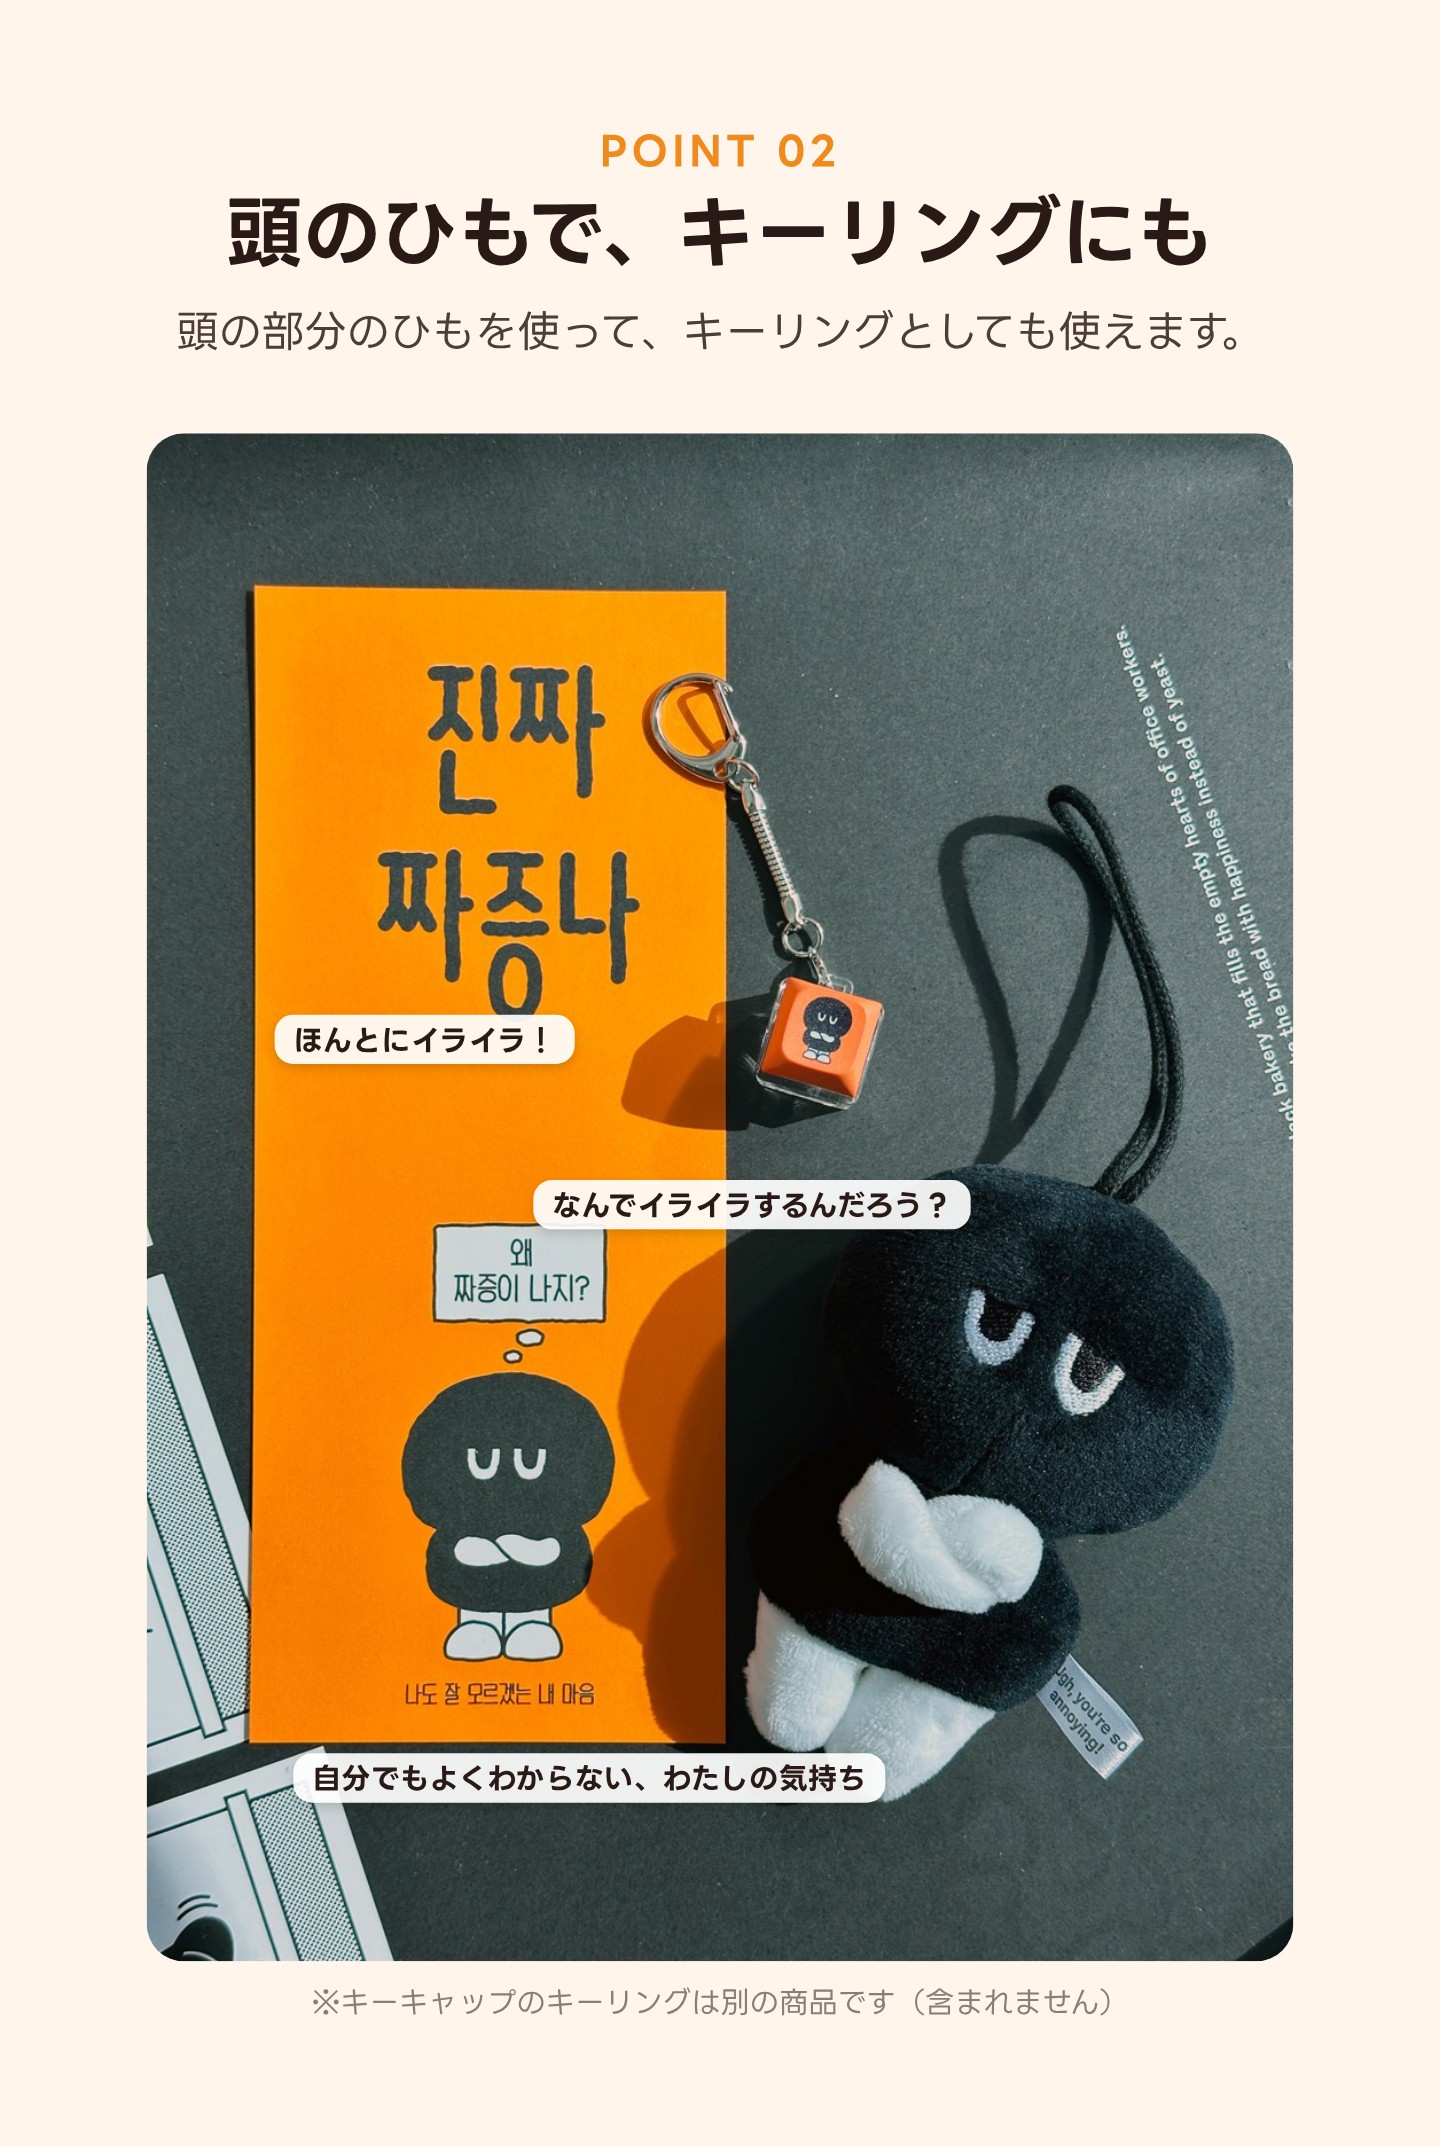 POINT 02
頭のひもで、キーリングにも
頭の部分のひもを使って、キーリングとしても使えます。
진짜
짜증나
ほんとにイライラ！
なんでイライラするんだろう？
왜
짜증이 나지?
나도 잘 모르겠는 내 마음
自分でもよくわからない、わたしの気持ち
bakery that fills the empty hearts of office workers.
the bread with happiness instead of yeast.
ugh, you're so
annoying!
※キーキャップのキーリングは別の商品です（含まれません）